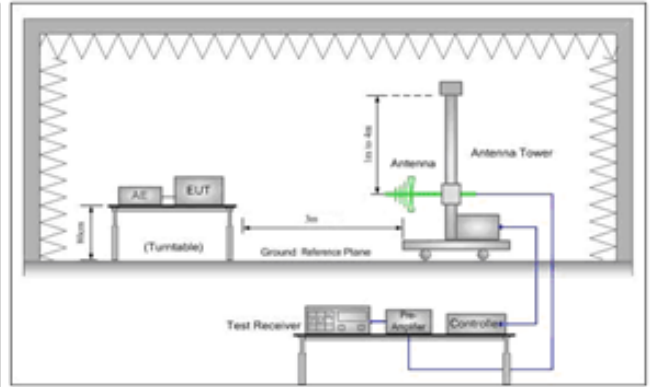 1m to 4m
Antenna Tower
Antenna
EUT
AE
3m
80cm
(Turntable)
Ground Reference Plane
Test Receiver
Pre-
Amplifier
Controller